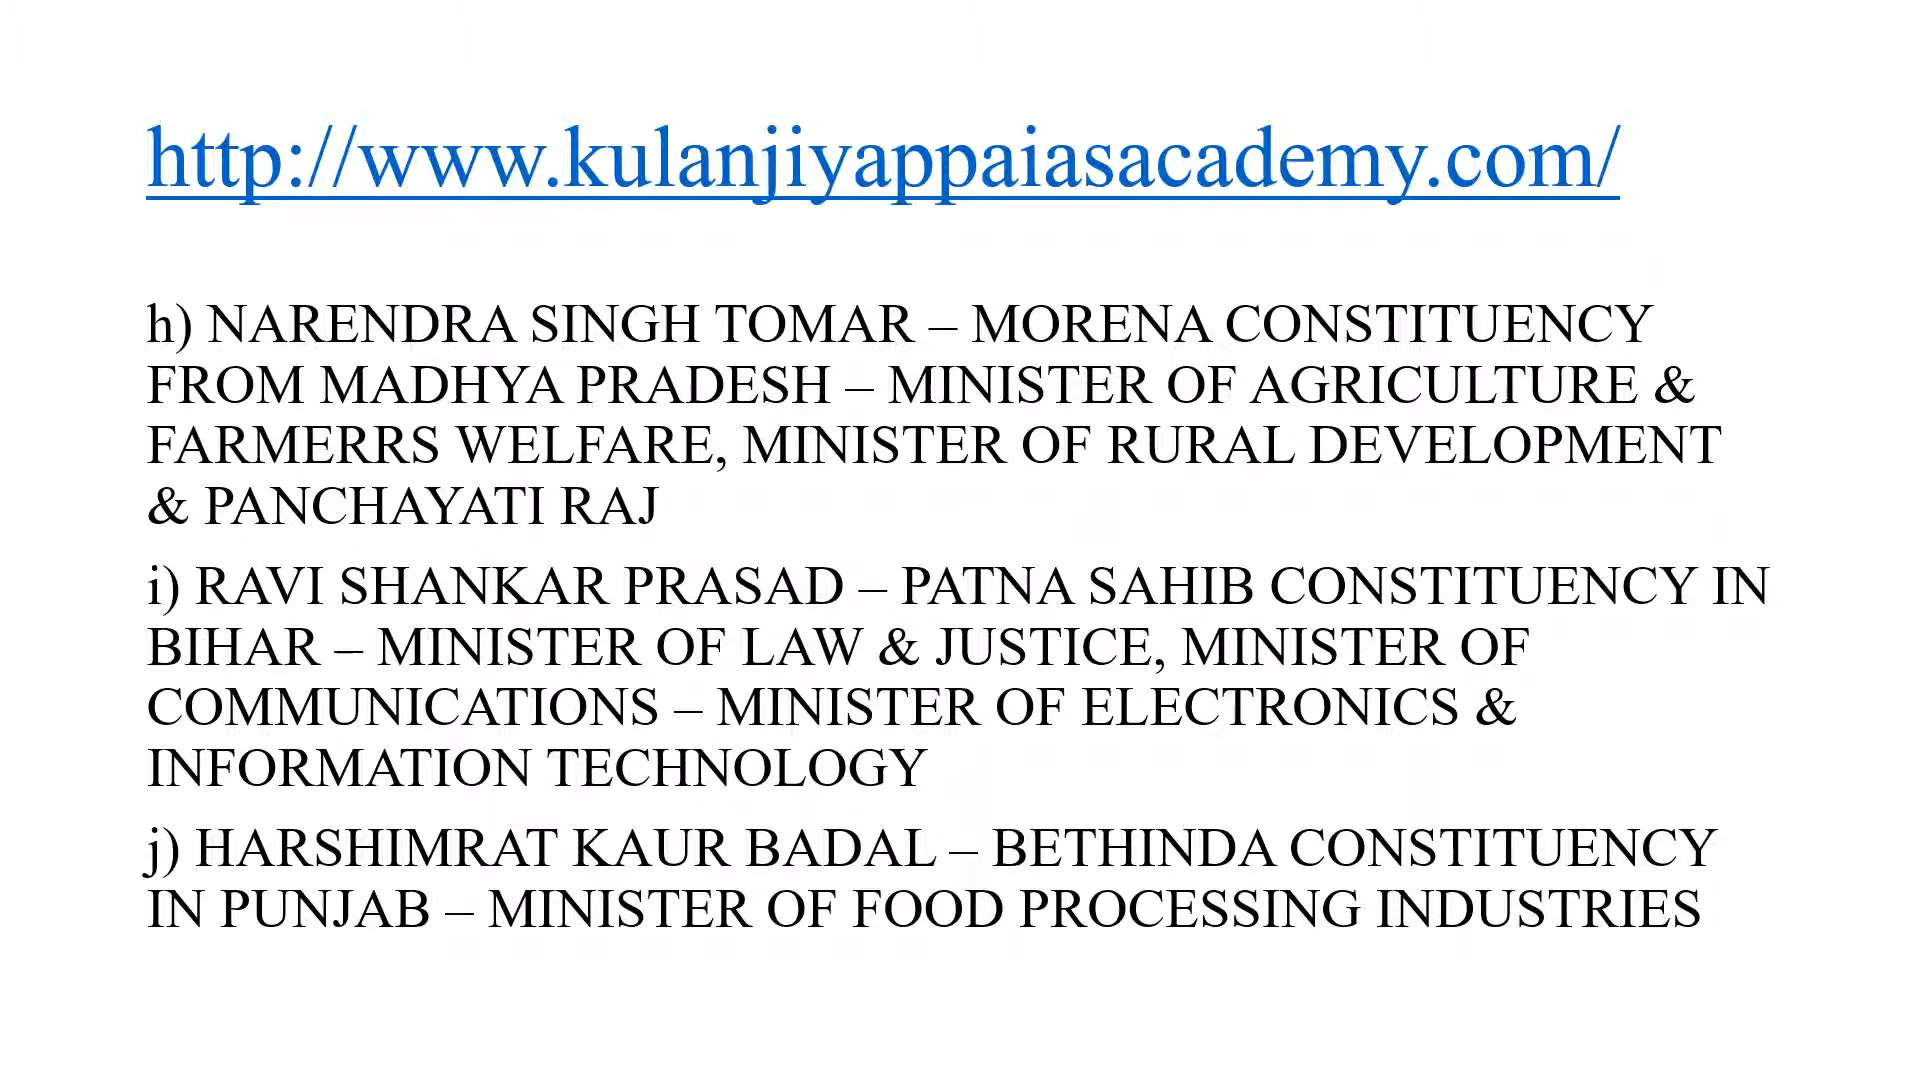 http://www.kulanjiyappaiasacademy.com/
h) NARENDRA SINGH TOMAR – MORENA CONSTITUENCY
FROM MADHYA PRADESH – MINISTER OF AGRICULTURE &
FARMERRS WELFARE, MINISTER OF RURAL DEVELOPMENT
& PANCHAYATI RAJ
i) RAVI SHANKAR PRASAD – PATNA SAHIB CONSTITUENCY IN
BIHAR – MINISTER OF LAW & JUSTICE, MINISTER OF
COMMUNICATIONS – MINISTER OF ELECTRONICS &
INFORMATION TECHNOLOGY
j) HARSHIMRAT KAUR BADAL – BETHINDA CONSTITUENCY
IN PUNJAB – MINISTER OF FOOD PROCESSING INDUSTRIES